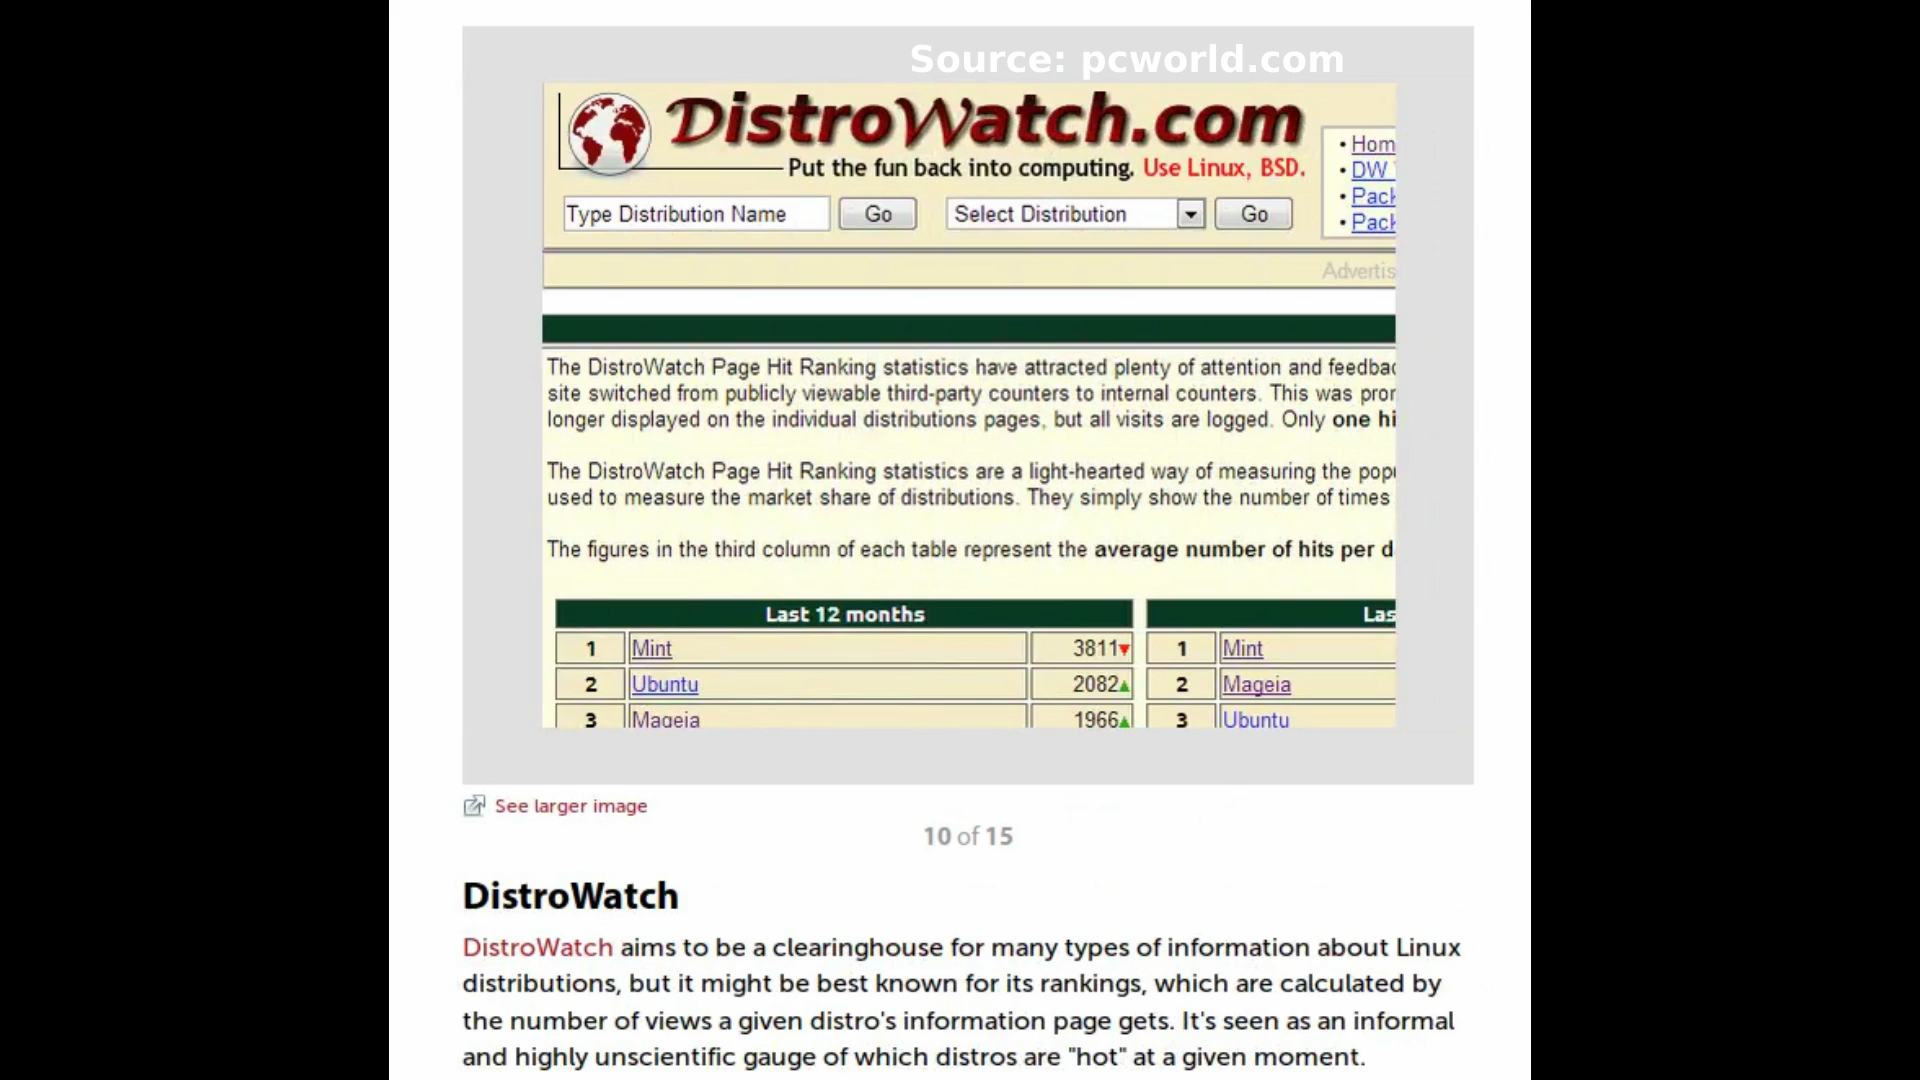 Source: pcworld.com
DistroWatch.com
Put the fun back into computing. Use Linux, BSD.
• Hom
• DW
• Pack
• Pack
Type Distribution Name Go Select Distribution Go
Advertis
The DistroWatch Page Hit Ranking statistics have attracted plenty of attention and feedbac
site switched from publicly viewable third-party counters to internal counters. This was pror
longer displayed on the individual distributions pages, but all visits are logged. Only one hi
The DistroWatch Page Hit Ranking statistics are a light-hearted way of measuring the popu
used to measure the market share of distributions. They simply show the number of times
The figures in the third column of each table represent the average number of hits per d
Last 12 months Las
1 Mint 3811▼ 1 Mint
2 Ubuntu 2082▲ 2 Mageia
3 Mageia 1966▲ 3 Ubuntu
See larger image
10 of 15
DistroWatch
DistroWatch aims to be a clearinghouse for many types of information about Linux
distributions, but it might be best known for its rankings, which are calculated by
the number of views a given distro's information page gets. It's seen as an informal
and highly unscientific gauge of which distros are "hot" at a given moment.